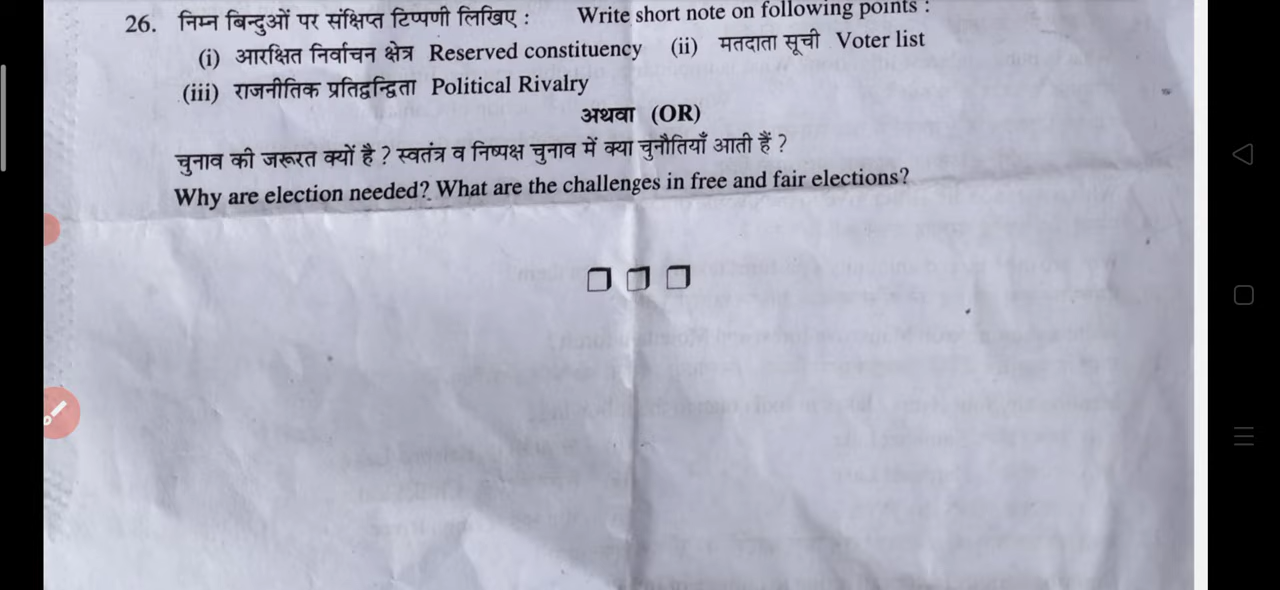 26. निम्न बिन्दुओं पर संक्षिप्त टिप्पणी लिखिए : Write short note on following points :
(i) आरक्षित निर्वाचन क्षेत्र Reserved constituency (ii) मतदाता सूची Voter list
(iii) राजनीतिक प्रतिद्वन्द्विता Political Rivalry
अथवा (OR)
चुनाव की जरूरत क्यों है ? स्वतंत्र व निष्पक्ष चुनाव में क्या चुनौतियाँ आती हैं ?
Why are election needed? What are the challenges in free and fair elections?